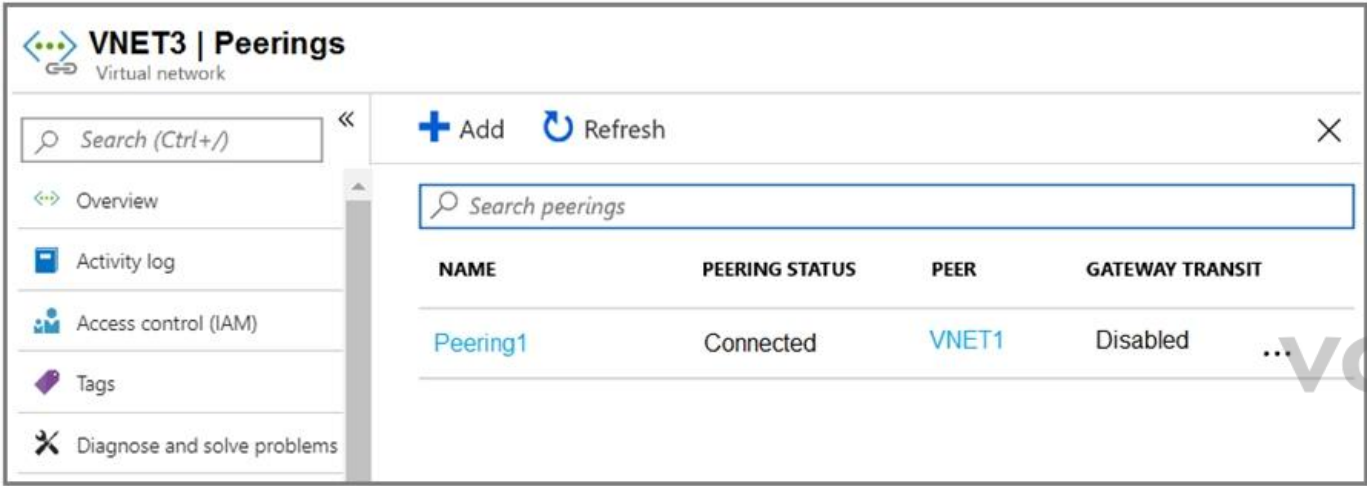 VNET3 | Peerings
Virtual network
Search (Ctrl+/)
«
Overview
Activity log
Access control (IAM)
Tags
Diagnose and solve problems
Add Refresh
Search peerings
NAME PEERING STATUS PEER GATEWAY TRANSIT
Peering1 Connected VNET1 Disabled ...